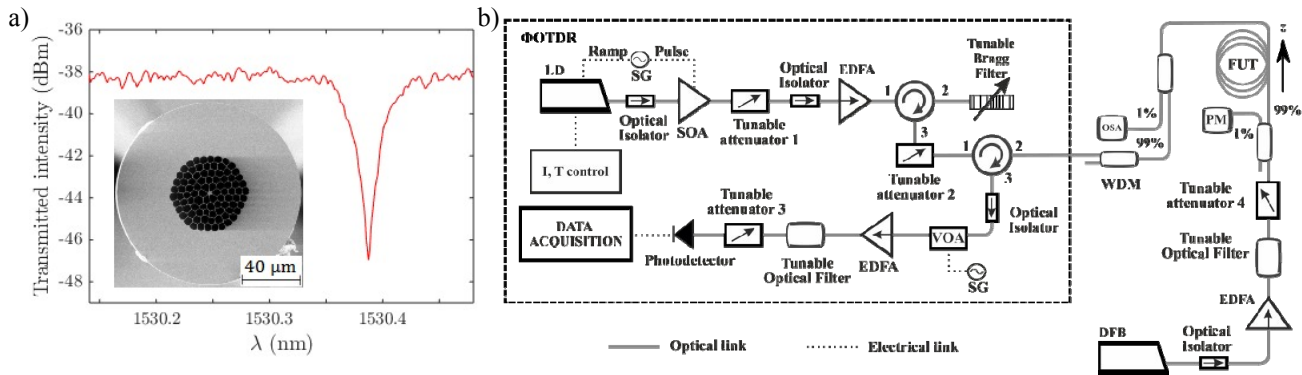 a)
Transmitted intensity (dBm)
-36
-38
-40
-42
-44
-46
-48
1530.2
1530.3
1530.4
λ (nm)
40 μm
b)
ΦOTDR
Ramp
Pulse
SG
LD
Optical
Isolator
SOA
Tunable
attenuator 1
Optical
Isolator
EDFA
1
2
3
Tunable
Bragg
Filter
I, T control
Tunable
attenuator 2
1
2
3
Optical
Isolator
DATA
ACQUISITION
Photodetector
Tunable
attenuator 3
Tunable
Optical Filter
EDFA
VOA
SG
WDM
OSA
1%
99%
PM
1%
99%
FUT
z
Tunable
attenuator 4
Tunable
Optical Filter
EDFA
DFB
Optical
Isolator
Optical link
Electrical link